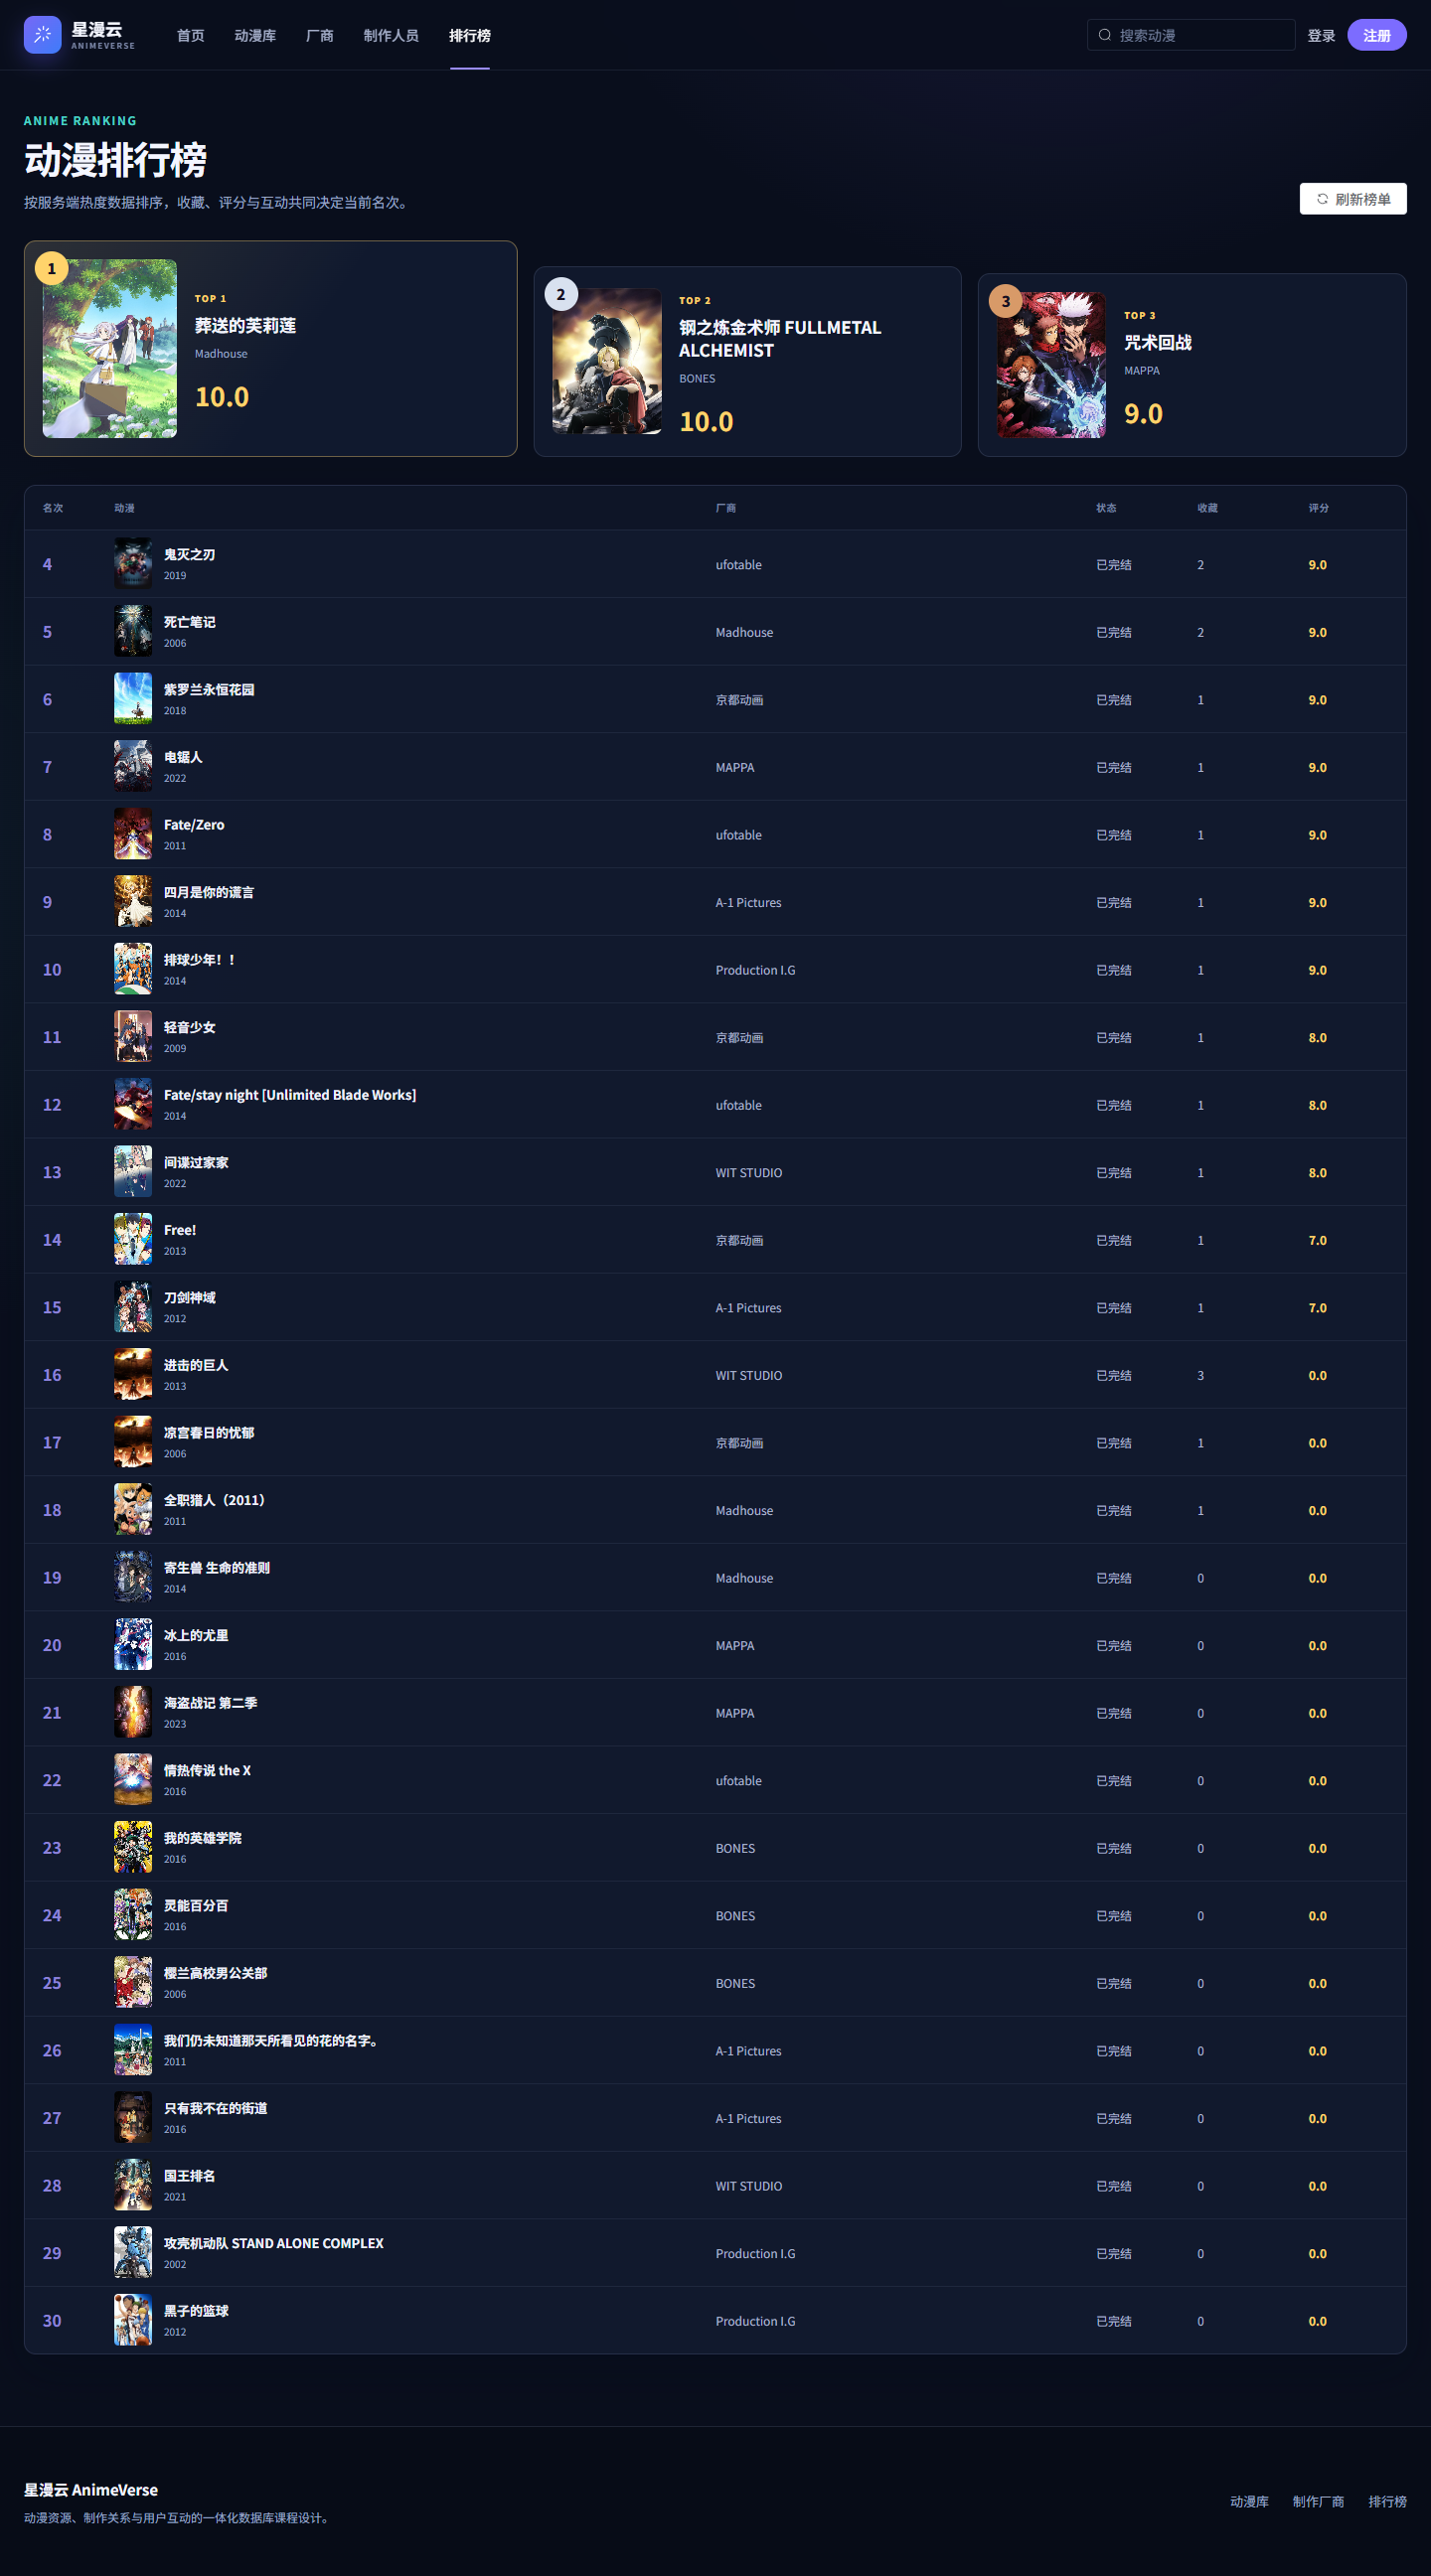 星漫云
ANIMEVERSE
首页 动漫库 厂商 制作人员 排行榜
搜索动漫 登录 注册
ANIME RANKING
动漫排行榜
按服务端热度数据排序，收藏、评分与互动共同决定当前名次。
刷新榜单
1
TOP 1
葬送的芙莉莲
Madhouse
10.0
2
TOP 2
钢之炼金术师 FULLMETAL
ALCHEMIST
BONES
10.0
3
TOP 3
咒术回战
MAPPA
9.0
名次 动漫 厂商 状态 收藏 评分
4 鬼灭之刃 2019 ufotable 已完结 2 9.0
5 死亡笔记 2006 Madhouse 已完结 2 9.0
6 紫罗兰永恒花园 2018 京都动画 已完结 1 9.0
7 电锯人 2022 MAPPA 已完结 1 9.0
8 Fate/Zero 2011 ufotable 已完结 1 9.0
9 四月是你的谎言 2014 A-1 Pictures 已完结 1 9.0
10 排球少年！！ 2014 Production I.G 已完结 1 9.0
11 轻音少女 2009 京都动画 已完结 1 8.0
12 Fate/stay night [Unlimited Blade Works] 2014 ufotable 已完结 1 8.0
13 间谍过家家 2022 WIT STUDIO 已完结 1 8.0
14 Free! 2013 京都动画 已完结 1 7.0
15 刀剑神域 2012 A-1 Pictures 已完结 1 7.0
16 进击的巨人 2013 WIT STUDIO 已完结 3 0.0
17 凉宫春日的忧郁 2006 京都动画 已完结 1 0.0
18 全职猎人（2011） 2011 Madhouse 已完结 1 0.0
19 寄生兽 生命的准则 2014 Madhouse 已完结 0 0.0
20 冰上的尤里 2016 MAPPA 已完结 0 0.0
21 海盗战记 第二季 2023 MAPPA 已完结 0 0.0
22 情热传说 the X 2016 ufotable 已完结 0 0.0
23 我的英雄学院 2016 BONES 已完结 0 0.0
24 灵能百分百 2016 BONES 已完结 0 0.0
25 樱兰高校男公关部 2006 BONES 已完结 0 0.0
26 我们仍未知道那天所看见的花的名字。 2011 A-1 Pictures 已完结 0 0.0
27 只有我不在的街道 2016 A-1 Pictures 已完结 0 0.0
28 国王排名 2021 WIT STUDIO 已完结 0 0.0
29 攻壳机动队 STAND ALONE COMPLEX 2002 Production I.G 已完结 0 0.0
30 黑子的篮球 2012 Production I.G 已完结 0 0.0
星漫云 AnimeVerse
动漫资源、制作关系与用户互动的一体化数据库课程设计。
动漫库 制作厂商 排行榜